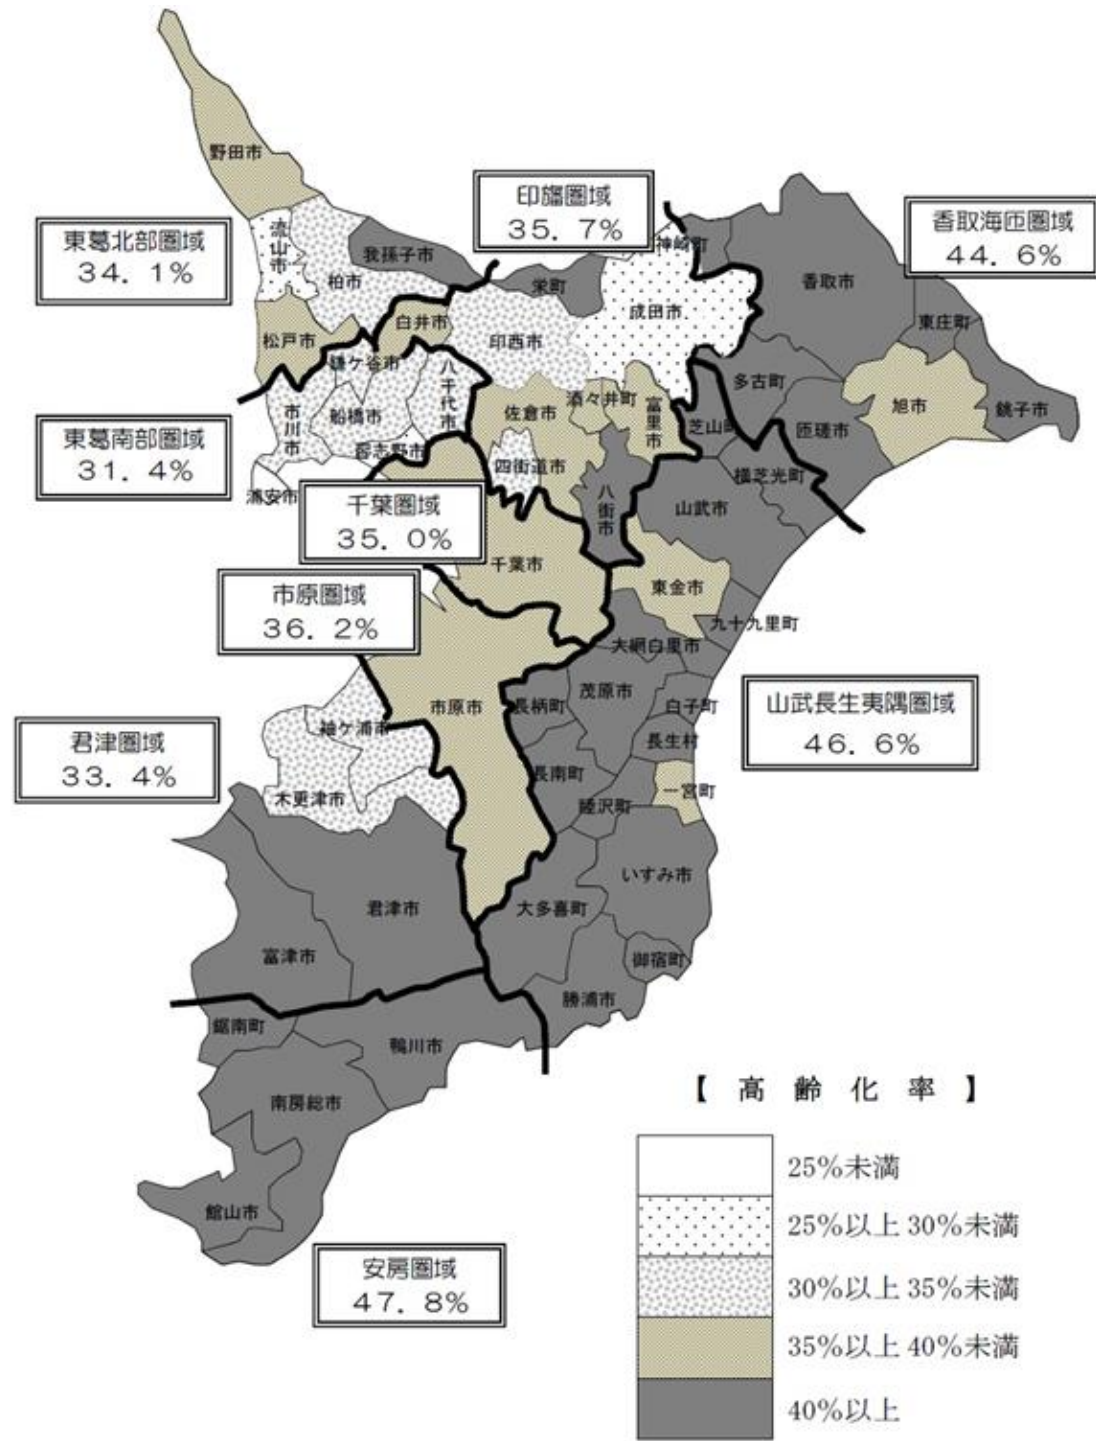 野田市
印旛圏域
35. 7%
香取海匝圏域
44. 6%
東葛北部圏域
34. 1%
流山市
柏市
我孫子市
栄町
神崎町
成田市
香取市
東庄町
松戸市
白井市
印西市
鎌ケ谷市
八千代市
船橋市
市川市
習志野市
浦安市
佐倉市
酒々井町
富里市
四街道市
八街市
多古町
芝山町
匝瑳市
旭市
銚子市
横芝光町
山武市
東葛南部圏域
31. 4%
千葉圏域
35. 0%
千葉市
東金市
九十九里町
大網白里市
市原圏域
36. 2%
市原市
長柄町
茂原市
白子町
長生村
長南町
睦沢町
一宮町
山武長生夷隅圏域
46. 6%
君津圏域
33. 4%
袖ケ浦市
木更津市
君津市
富津市
いすみ市
大多喜町
御宿町
勝浦市
鋸南町
鴨川市
南房総市
館山市
安房圏域
47. 8%
【 高 齢 化 率 】
25%未満
25%以上 30%未満
30%以上 35%未満
35%以上 40%未満
40%以上